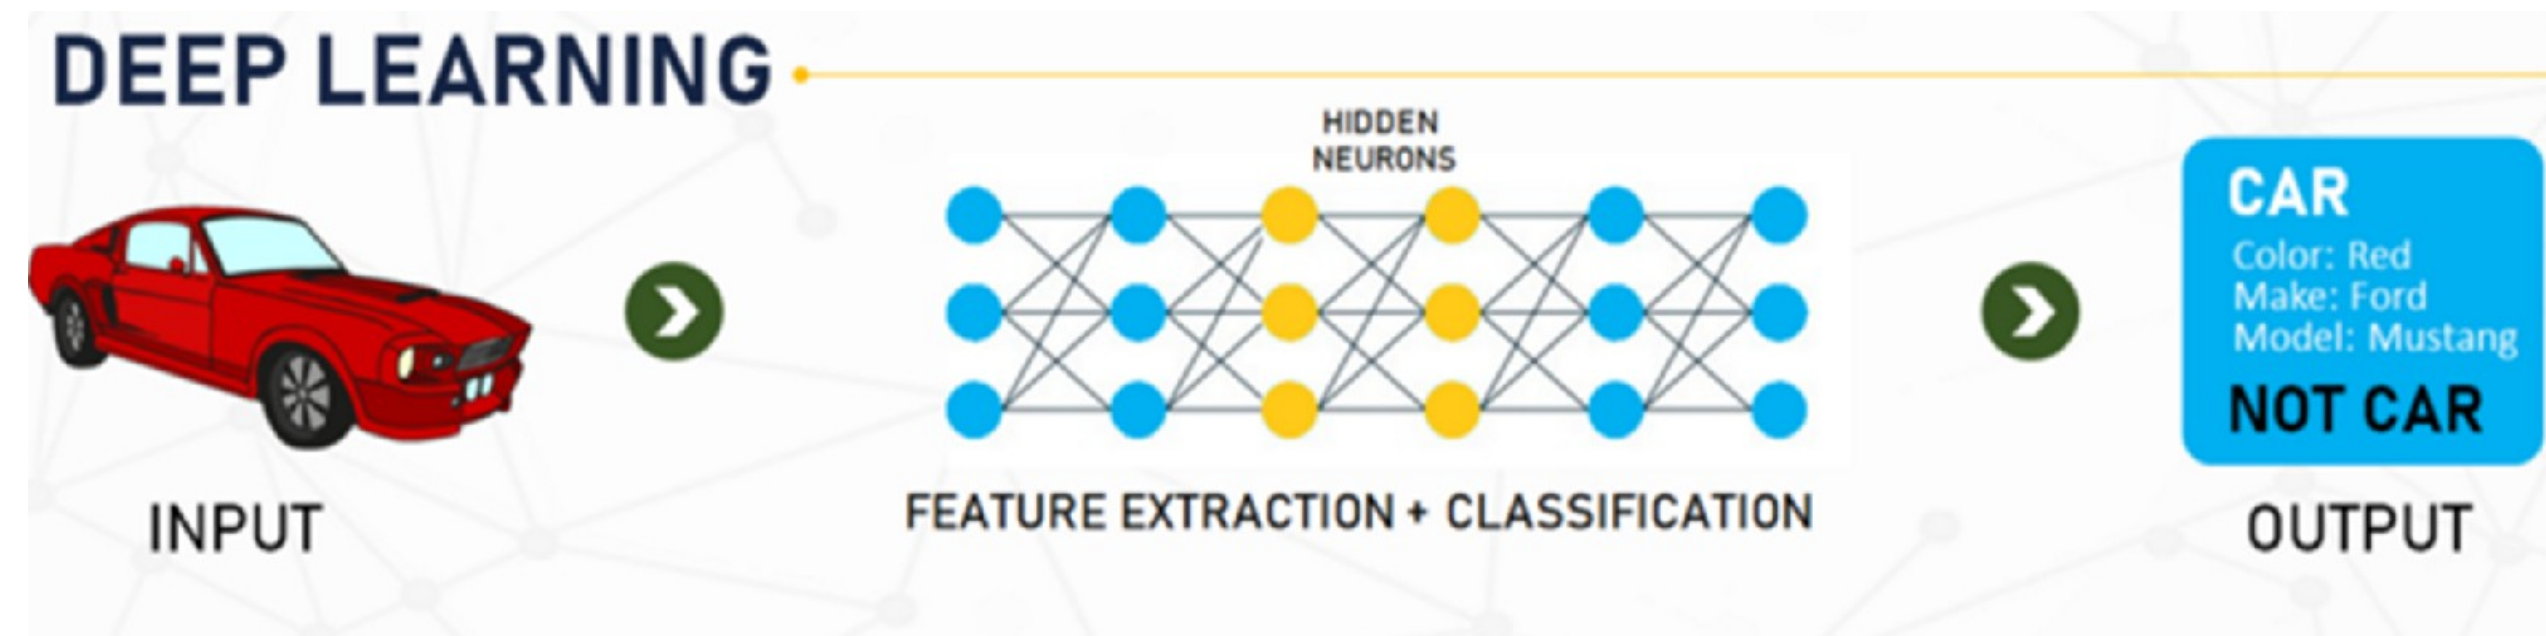 DEEP LEARNING
HIDDEN
NEURONS
CAR
Color: Red
Make: Ford
Model: Mustang
NOT CAR
FEATURE EXTRACTION + CLASSIFICATION
INPUT
OUTPUT